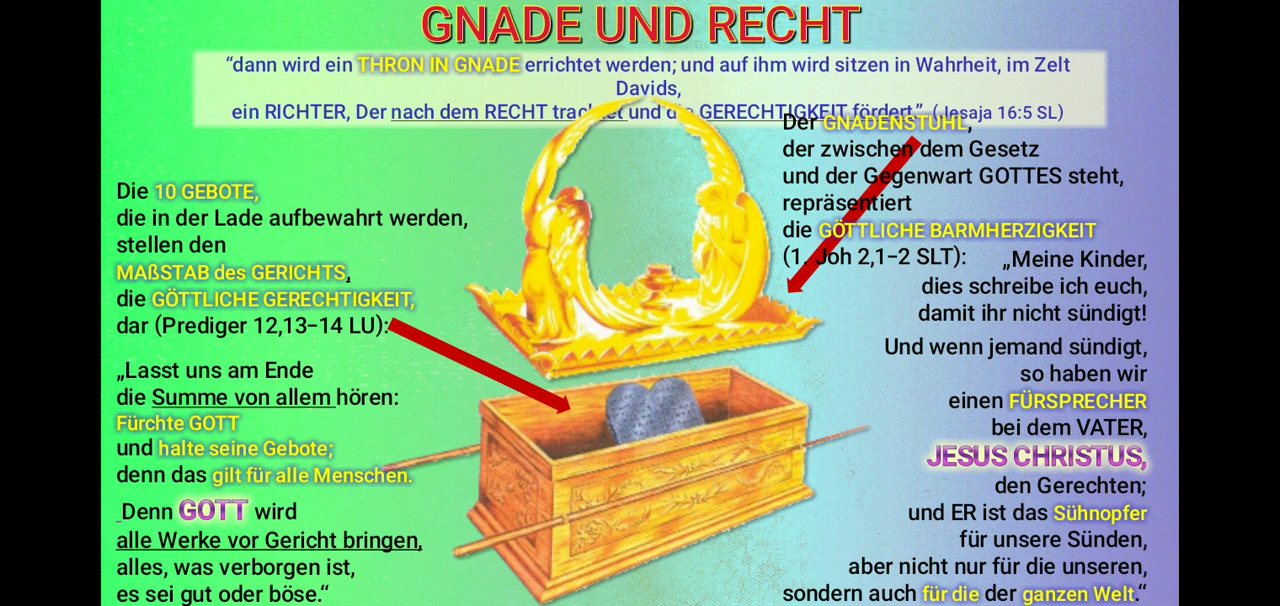 GNADE UND RECHT
“dann wird ein THRON IN GNADE errichtet werden; und auf ihm wird sitzen in Wahrheit, im Zelt
Davids,
ein RICHTER, Der nach dem RECHT trachtet und die GERECHTIGKEIT fördert.” (Jesaja 16:5 SL)
Die 10 GEBOTE,
die in der Lade aufbewahrt werden,
stellen den
MAßSTAB des GERICHTS,
die GÖTTLICHE GERECHTIGKEIT,
dar (Prediger 12,13–14 LU):
„Lasst uns am Ende
die Summe von allem hören:
Fürchte GOTT
und halte seine Gebote;
denn das gilt für alle Menschen.
Denn GOTT wird
alle Werke vor Gericht bringen,
alles, was verborgen ist,
es sei gut oder böse.“
Der GNADENSTUHL,
der zwischen dem Gesetz
und der Gegenwart GOTTES steht,
repräsentiert
die GÖTTLICHE BARMHERZIGKEIT
(1. Joh 2,1–2 SLT): „Meine Kinder,
dies schreibe ich euch,
damit ihr nicht sündigt!
Und wenn jemand sündigt,
so haben wir
einen FÜRSPRECHER
bei dem VATER,
JESUS CHRISTUS,
den Gerechten;
und ER ist das Sühnopfer
für unsere Sünden,
aber nicht nur für die unseren,
sondern auch für die der ganzen Welt.“